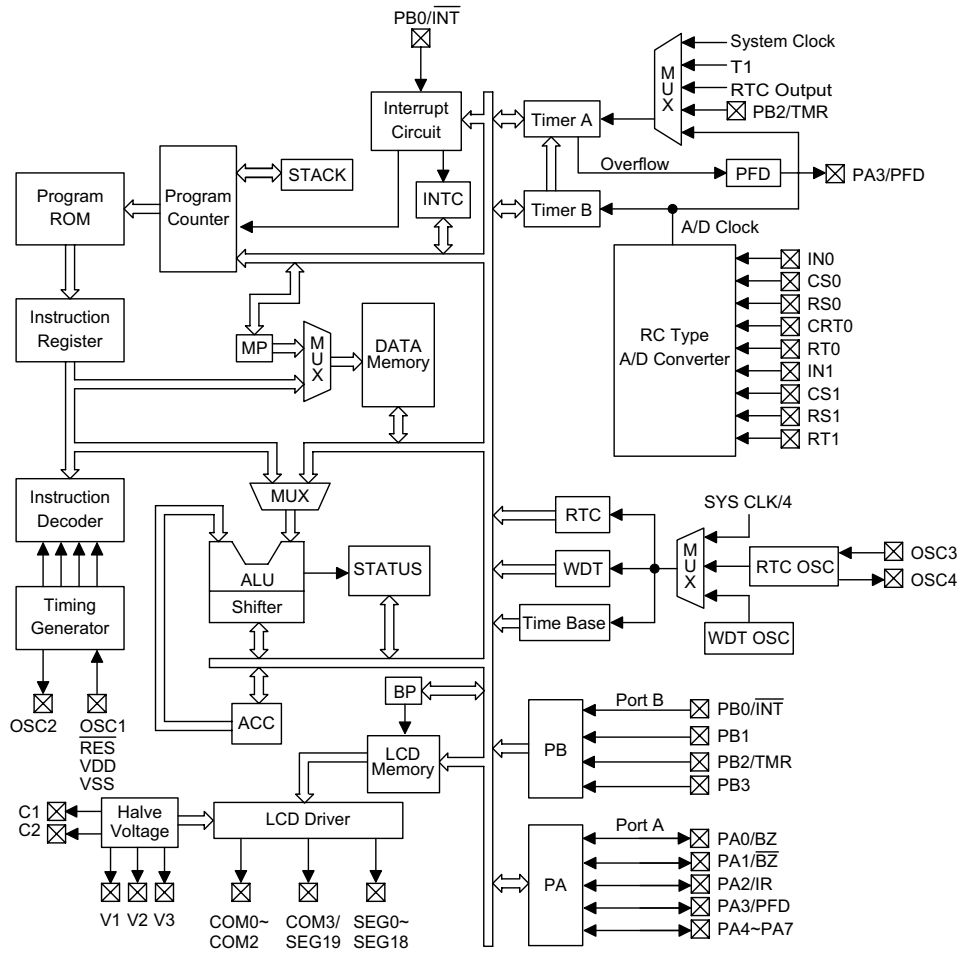 PB0/INT
System Clock
T1
RTC Output
PB2/TMR
MUX
Interrupt
Circuit
Timer A
Overflow
PFD
PA3/PFD
STACK
INTC
Program
ROM
Program
Counter
Timer B
A/D Clock
Instruction
Register
MP
MUX
DATA
Memory
RC Type
A/D Converter
IN0
CS0
RS0
CRT0
RT0
IN1
CS1
RS1
RT1
Instruction
Decoder
MUX
ALU
Shifter
STATUS
RTC
WDT
Time Base
SYS CLK/4
MUX
RTC OSC
WDT OSC
OSC3
OSC4
Timing
Generator
OSC2
OSC1
RES
VDD
VSS
ACC
BP
LCD
Memory
Port B
PB
PB0/INT
PB1
PB2/TMR
PB3
C1
C2
Halve
Voltage
LCD Driver
V1 V2 V3
COM0~
COM2
COM3/
SEG19
SEG0~
SEG18
Port A
PA
PA0/BZ
PA1/BZ
PA2/IR
PA3/PFD
PA4~PA7